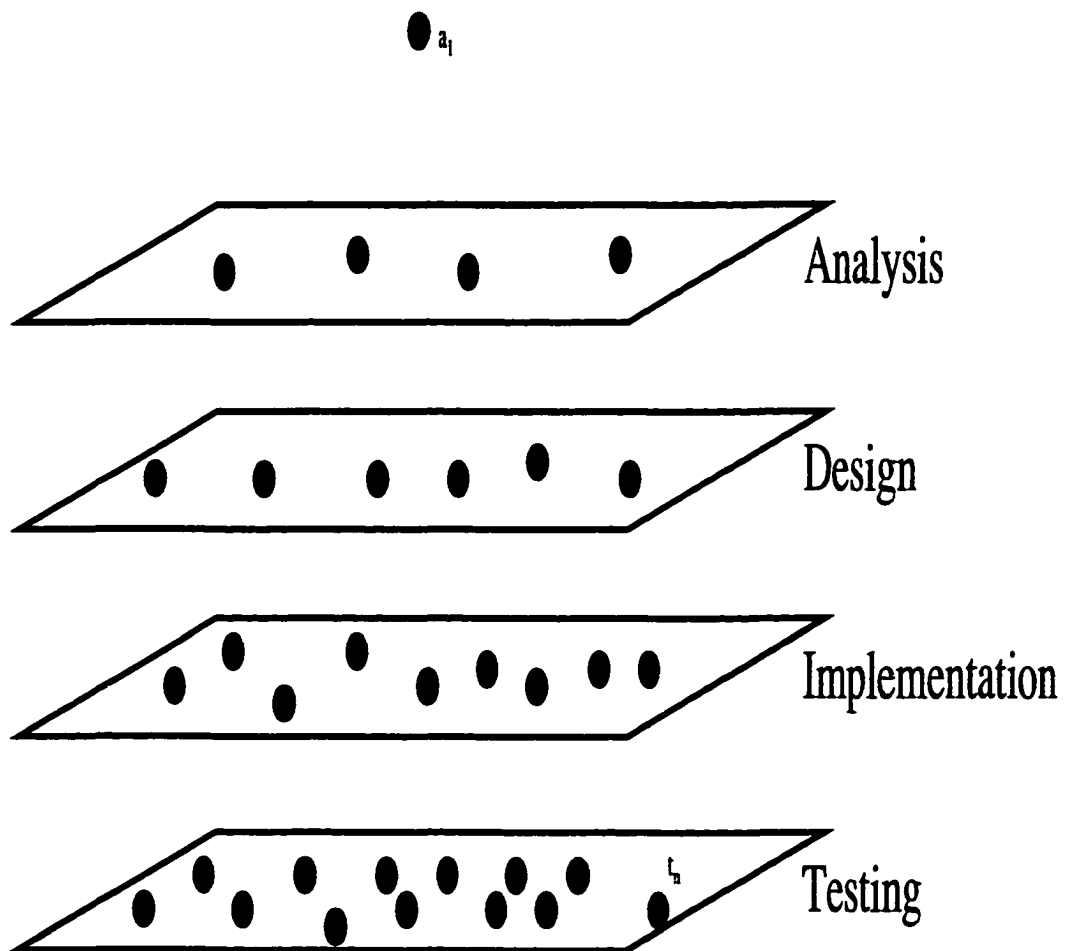 a₁
Analysis
Design
Implementation
tₙ
Testing